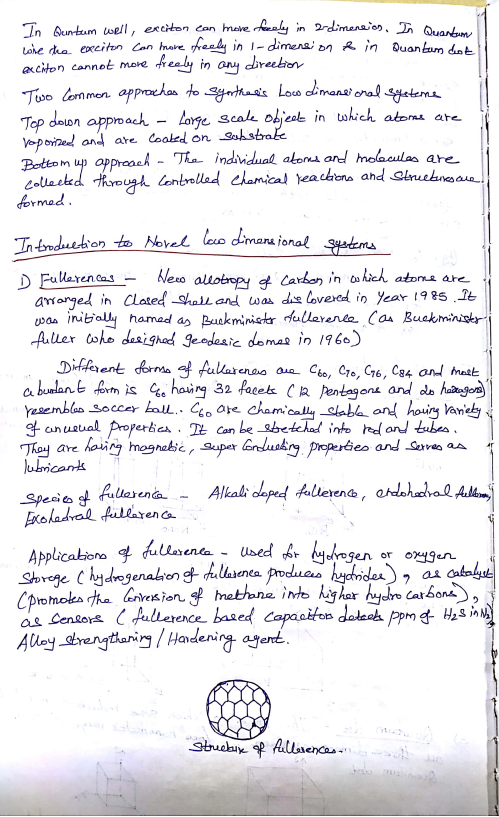 In Quntum well, exciton can move freely in 2-dimension. In Quantum
wire the exciton can move freely in 1-dimension & in Quantum dot
exciton cannot move freely in any direction
Two Common approaches to Synthesis Low dimensional systems
Top down approach - Large scale object in which atoms are
vaporized and are coated on Substrate
Bottom up approach - The individual atoms and molecules are
collected through Controlled chemical reactions and Structures are
formed.
Introduction to Novel low dimensional systems
1) Fullerences - New allotropy of Carbon in which atoms are
arranged in Closed shell and was discovered in Year 1985. It
was initially named as Buckminister fullerence (as Buckminister
fuller who designed geodesic domes in 1960)
Different forms of fullerences are C60, C70, C76, C84 and most
abundant form is C60 having 32 facets (12 pentagons and 20 hexagons)
resembles soccer ball. C60 are chemically stable and having variety
of unusual properties. It can be stretched into rod and tubes.
They are having magnetic, super Conducting properties and Serves as
lubricants
Species of fullerence - Alkali doped fullerence, endohedral fullerence,
Exohedral fullerence
Applications of fullerence - used for hydrogen or oxygen
Storage (hydrogenation of fullerence produces hydrides), as catalyst
(promotes the Conversion of methane into higher hydrocarbons),
as Sensors (fullerence based Capacitors detects ppm of H2S in N2)
Alloy strengthening / Hardening agent.
Structure of fullerences.